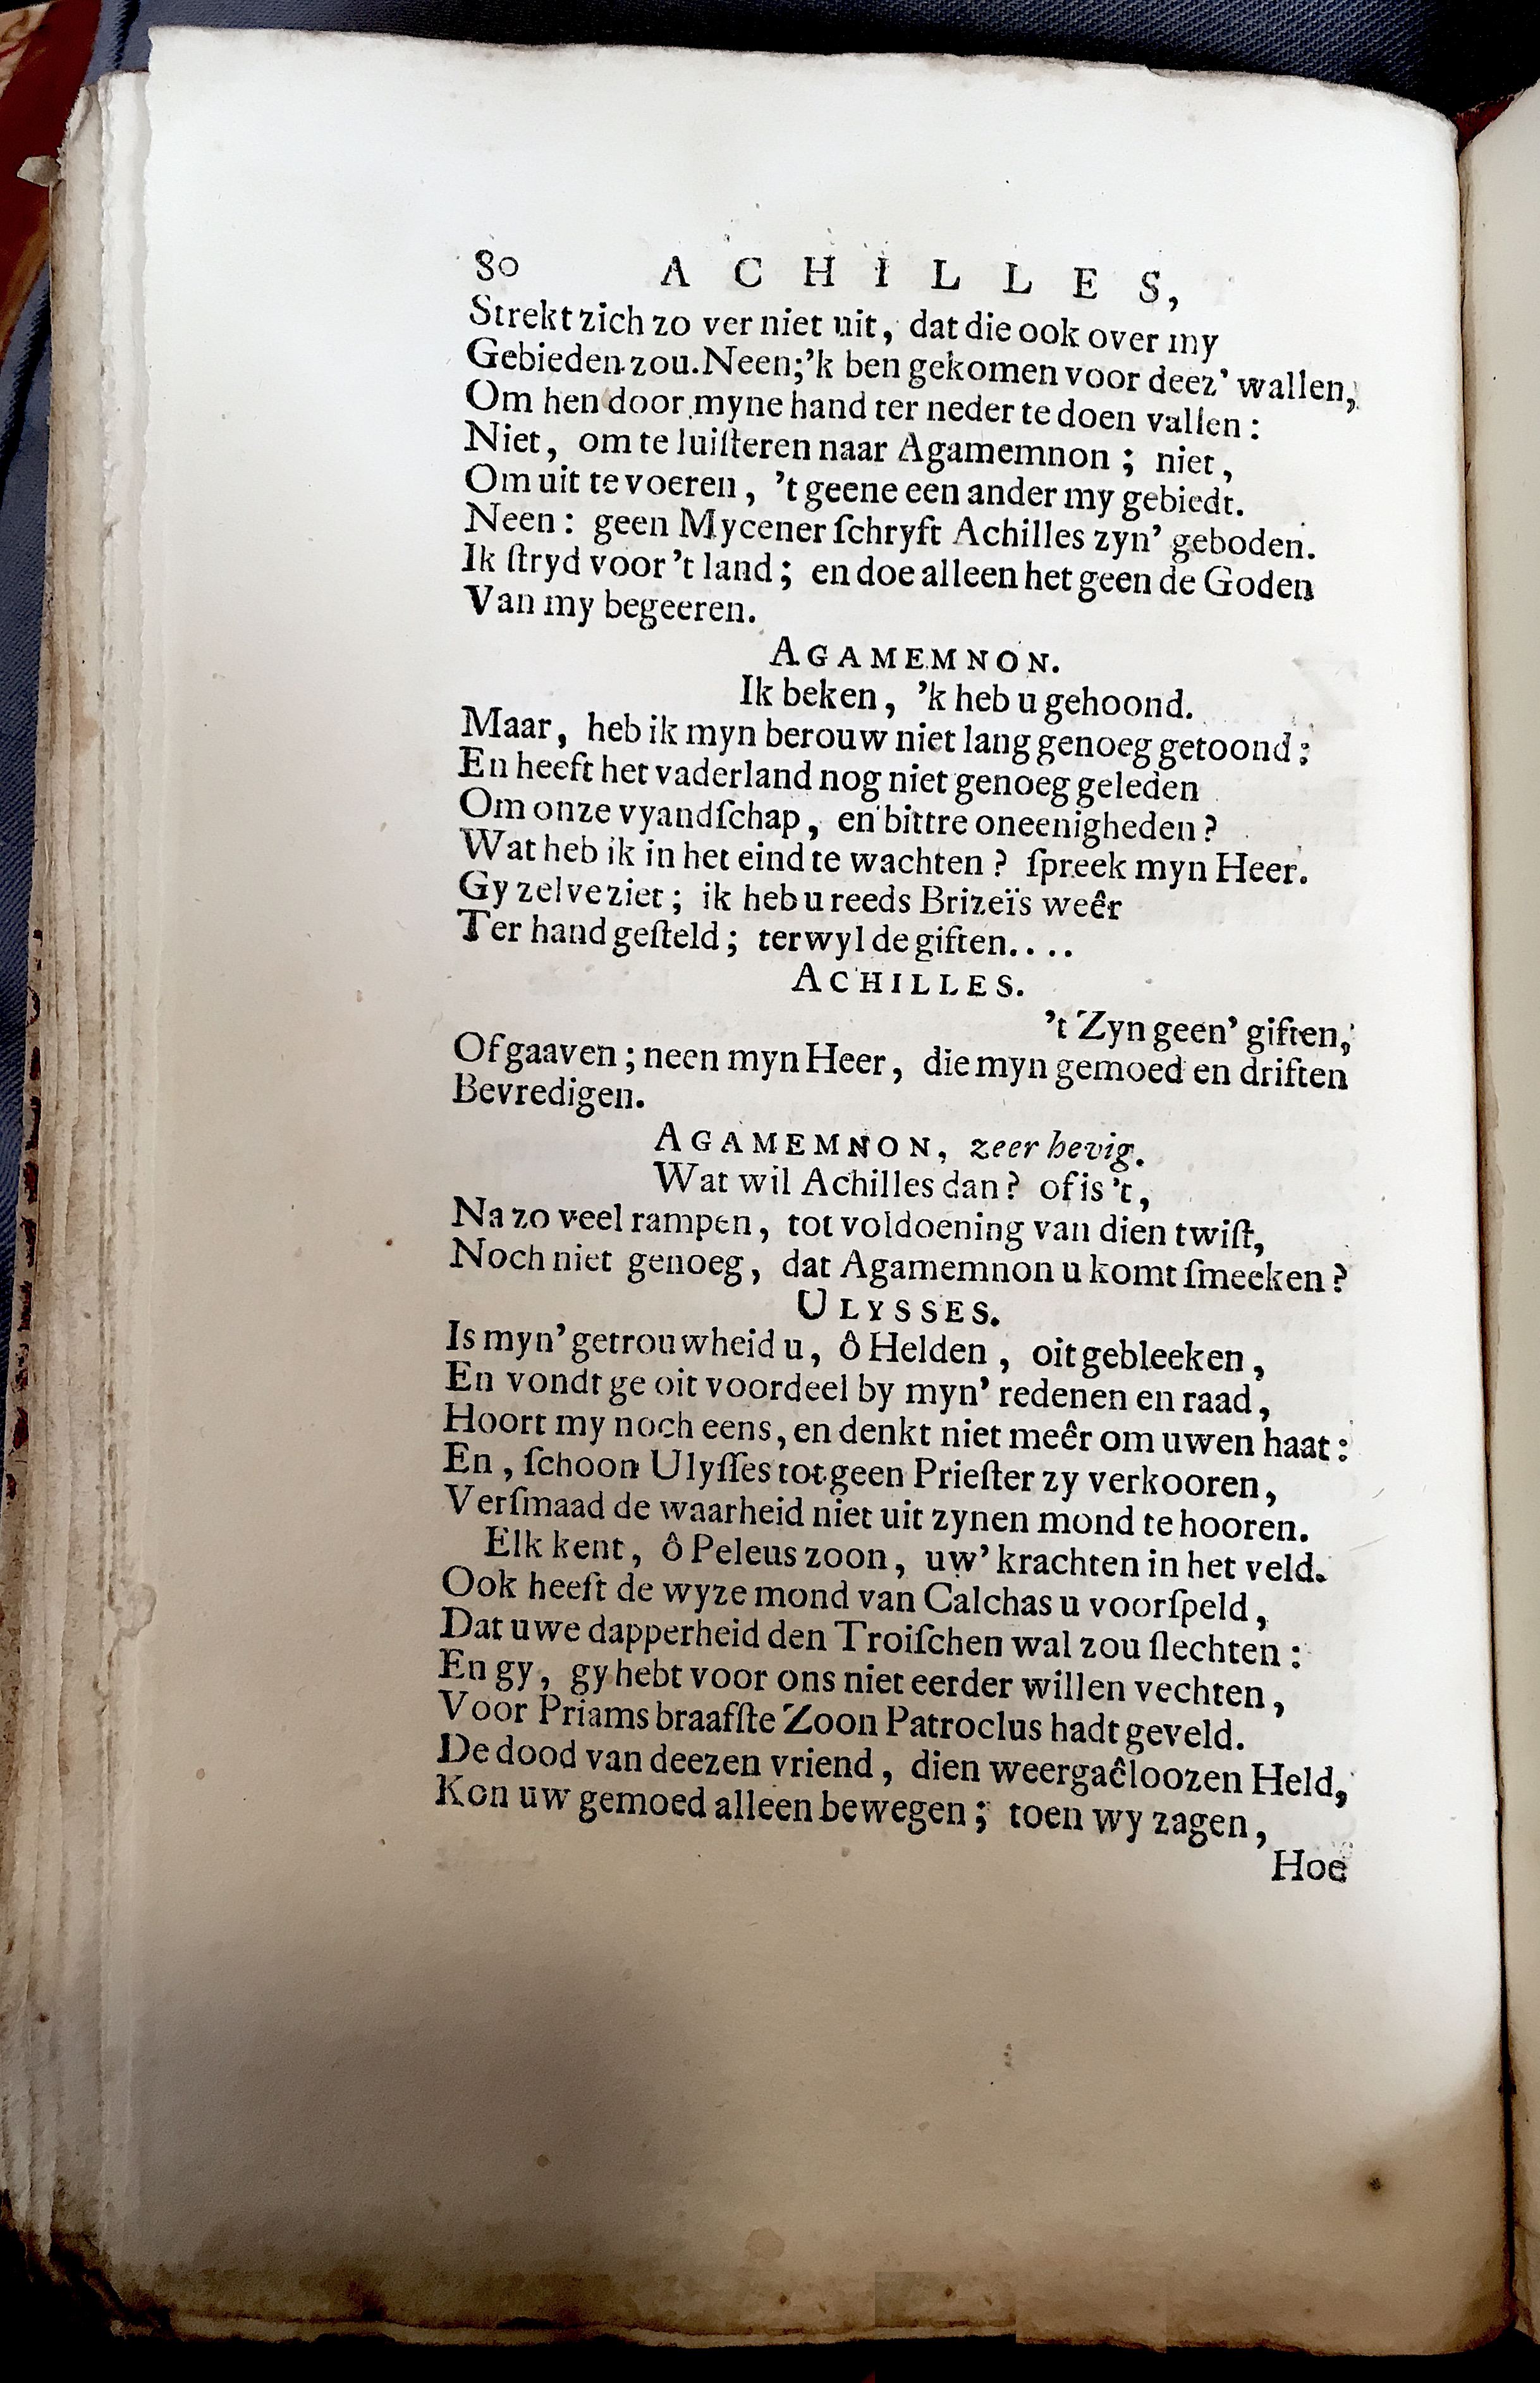 80 ACHILLES,
Strekt zich zo ver niet uit, dat die ook over my
Gebieden zou. Neen; 'k ben gekomen voor deez' wallen,
Om hen door myne hand ter neder te doen vallen:
Niet, om te luiſteren naar Agamemnon; niet,
Om uit te voeren, 't geene een ander my gebiedt.
Neen: geen Mycener ſchryft Achilles zyn' geboden.
Ik ſtryd voor 't land; en doe alleen het geen de Goden
Van my begeeren.
AGAMEMNON.
Ik beken, 'k heb u gehoond.
Maar, heb ik myn berouw niet lang genoeg getoond;
En heeft het vaderland nog niet genoeg geleden
Om onze vyandſchap, en bittre oneenigheden?
Wat heb ik in het eind te wachten? ſpreek myn Heer.
Gy zelve ziet; ik heb u reeds Brizeïs weêr
Ter hand geſteld; terwyl de giften....
ACHILLES.
't Zyn geen' giften,
Of gaaven; neen myn Heer, die myn gemoed en driften
Bevredigen.
AGAMEMNON, zeer hevig.
Wat wil Achilles dan? of is 't,
Na zo veel rampen, tot voldoening van dien twiſt,
Noch niet genoeg, dat Agamemnon u komt ſmeeken?
ULYSSES.
Is myn' getrouwheid u, ô Helden, oit gebleeken,
En vondt ge oit voordeel by myn' redenen en raad,
Hoort my noch eens, en denkt niet meêr om uwen haat:
En, ſchoon Ulyſſes tot geen Prieſter zy verkooren,
Verſmaad de waarheid niet uit zynen mond te hooren.
Elk kent, ô Peleus zoon, uw' krachten in het veld.
Ook heeft de wyze mond van Calchas u voorſpeld,
Dat uwe dapperheid den Troiſchen wal zou ſlechten:
En gy, gy hebt voor ons niet eerder willen vechten,
Voor Priams braafſte Zoon Patroclus hadt geveld.
De dood van deezen vriend, dien weergaêloozen Held,
Kon uw gemoed alleen bewegen; toen wy zagen,
Hoe